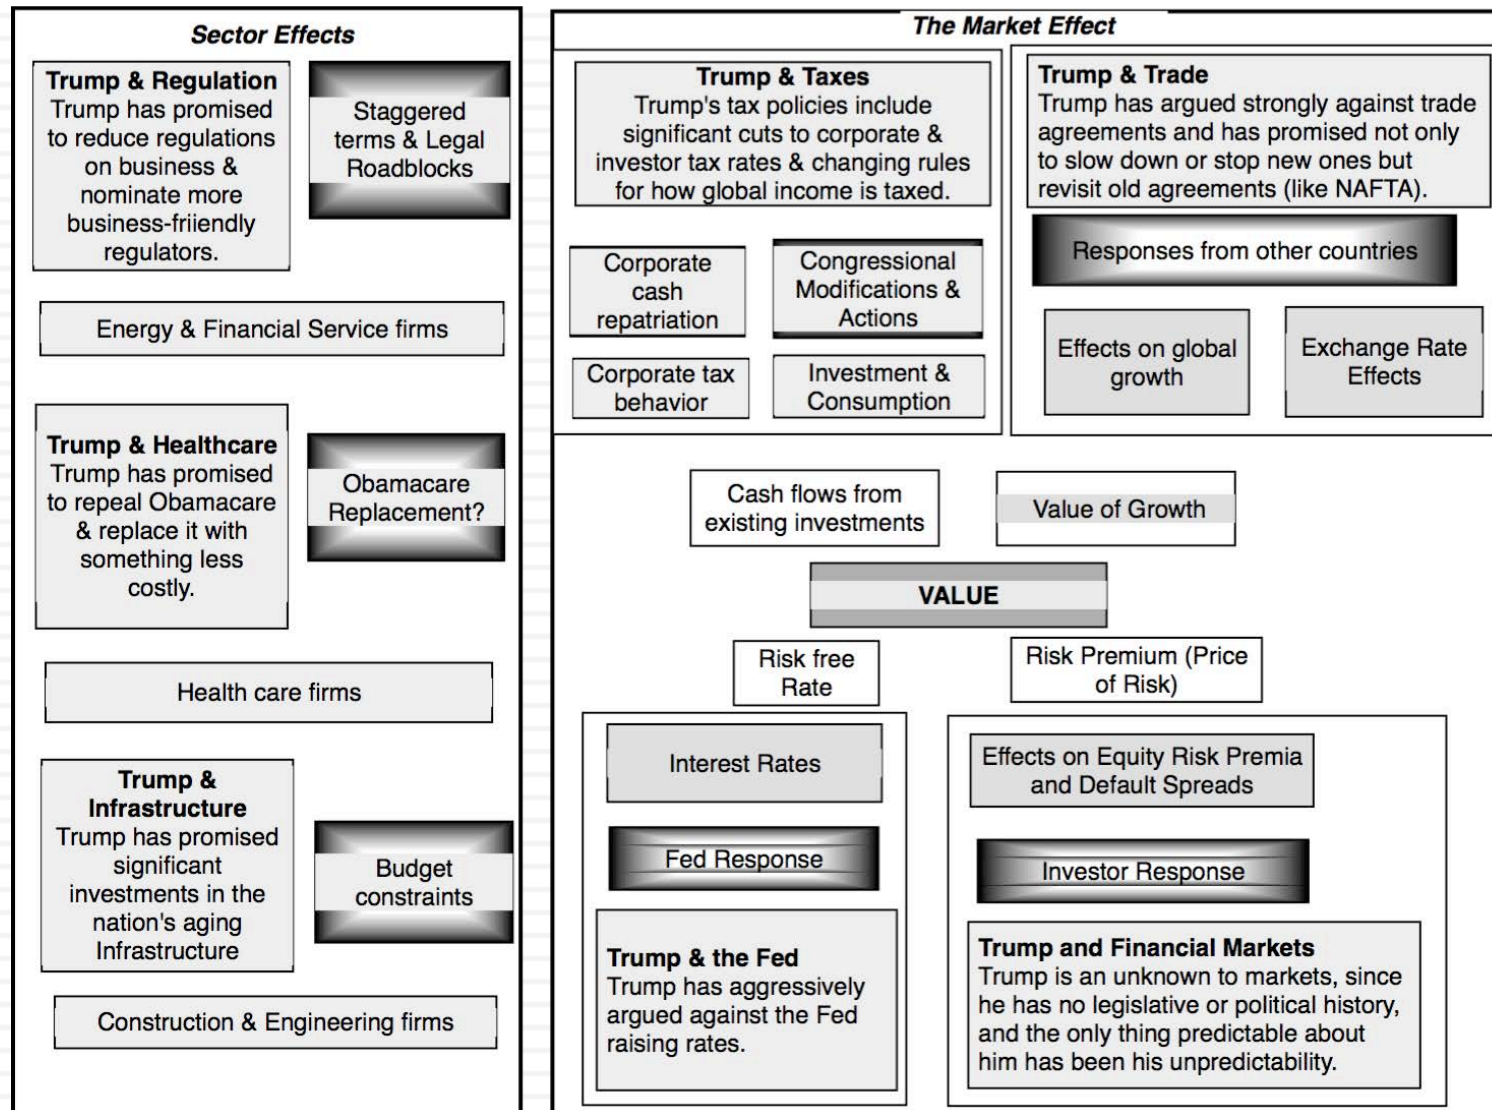 Sector Effects
Trump & Regulation
Trump has promised
to reduce regulations
on business &
nominate more
business-friiendly
regulators.
Staggered
terms & Legal
Roadblocks
Energy & Financial Service firms
Trump & Healthcare
Trump has promised
to repeal Obamacare
& replace it with
something less
costly.
Obamacare
Replacement?
Health care firms
Trump &
Infrastructure
Trump has promised
significant
investments in the
nation's aging
Infrastructure
Budget
constraints
Construction & Engineering firms
The Market Effect
Trump & Taxes
Trump's tax policies include
significant cuts to corporate &
investor tax rates & changing rules
for how global income is taxed.
Corporate
cash
repatriation
Congressional
Modifications &
Actions
Corporate tax
behavior
Investment &
Consumption
Trump & Trade
Trump has argued strongly against trade
agreements and has promised not only
to slow down or stop new ones but
revisit old agreements (like NAFTA).
Responses from other countries
Effects on global
growth
Exchange Rate
Effects
Cash flows from
existing investments
Value of Growth
VALUE
Risk free
Rate
Risk Premium (Price
of Risk)
Interest Rates
Fed Response
Trump & the Fed
Trump has aggressively
argued against the Fed
raising rates.
Effects on Equity Risk Premia
and Default Spreads
Investor Response
Trump and Financial Markets
Trump is an unknown to markets, since
he has no legislative or political history,
and the only thing predictable about
him has been his unpredictability.